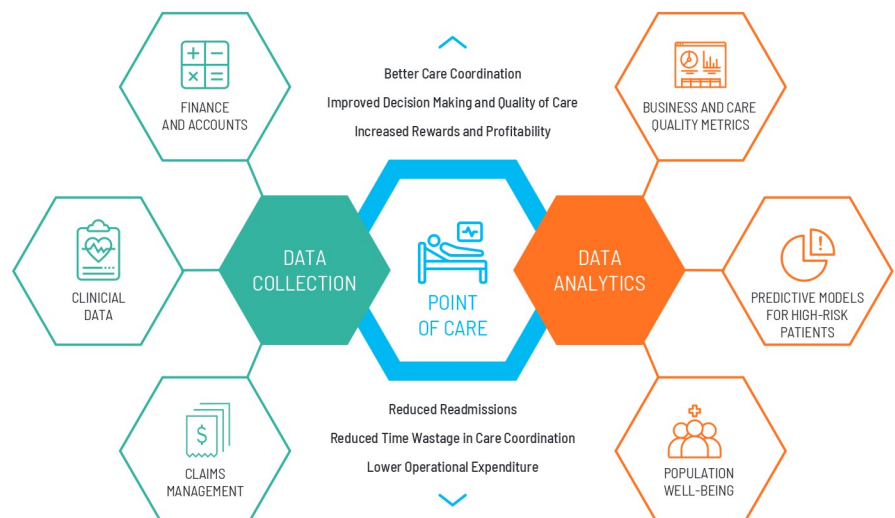 FINANCE
AND ACCOUNTS
CLINICIAL
DATA
CLAIMS
MANAGEMENT
DATA
COLLECTION
Better Care Coordination
Improved Decision Making and Quality of Care
Increased Rewards and Profitability
POINT
OF CARE
Reduced Readmissions
Reduced Time Wastage in Care Coordination
Lower Operational Expenditure
DATA
ANALYTICS
BUSINESS AND CARE
QUALITY METRICS
!
PREDICTIVE MODELS
FOR HIGH-RISK
PATIENTS
POPULATION
WELL-BEING
$